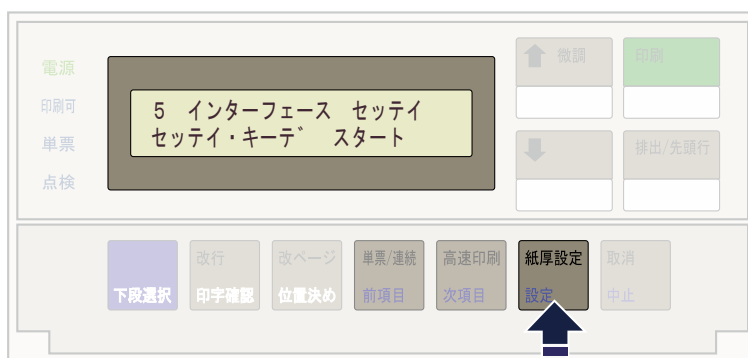 電源
印刷可
単票
点検
5 インターフェース セッテイ
セッテイ・キーデ゛ スタート
微調
印刷
排出/先頭行
改行
改ページ
単票/連続
高速印刷
紙厚設定
取消
下段選択
印字確認
位置決め
前項目
次項目
設定
中止